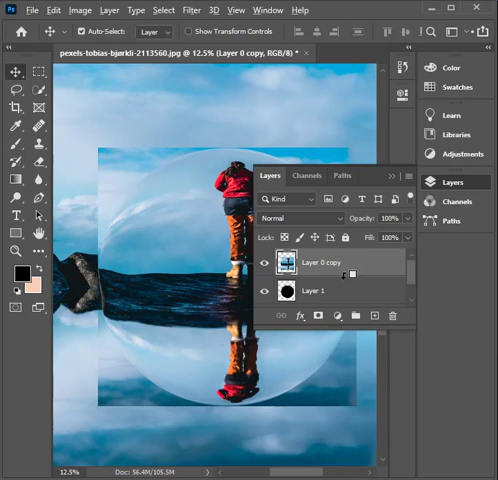 Ps File Edit Image Layer Type Select Filter 3D View Window Help
Auto-Select: Layer Show Transform Controls
pexels-tobias-bjørkli-2113560.jpg @ 12.5% (Layer 0 copy, RGB/8) *
Color
Swatches
Learn
Libraries
Adjustments
Layers
Channels
Paths
Layers Channels Paths
Kind
Normal Opacity: 100%
Lock: Fill: 100%
Layer 0 copy
Layer 1
fx
12.5% Doc: 56.4M/105.5M